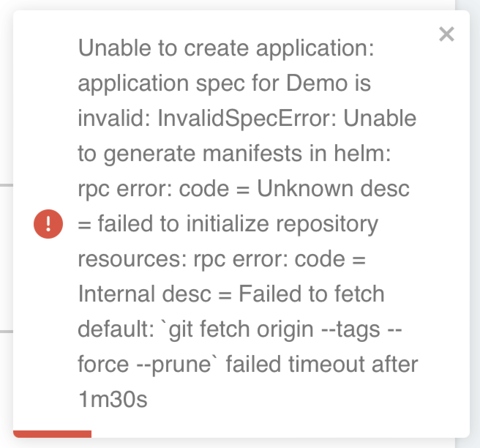 Unable to create application:
application spec for Demo is
invalid: InvalidSpecError: Unable
to generate manifests in helm:
rpc error: code = Unknown desc
= failed to initialize repository
resources: rpc error: code =
Internal desc = Failed to fetch
default: `git fetch origin --tags --
force --prune` failed timeout after
1m30s